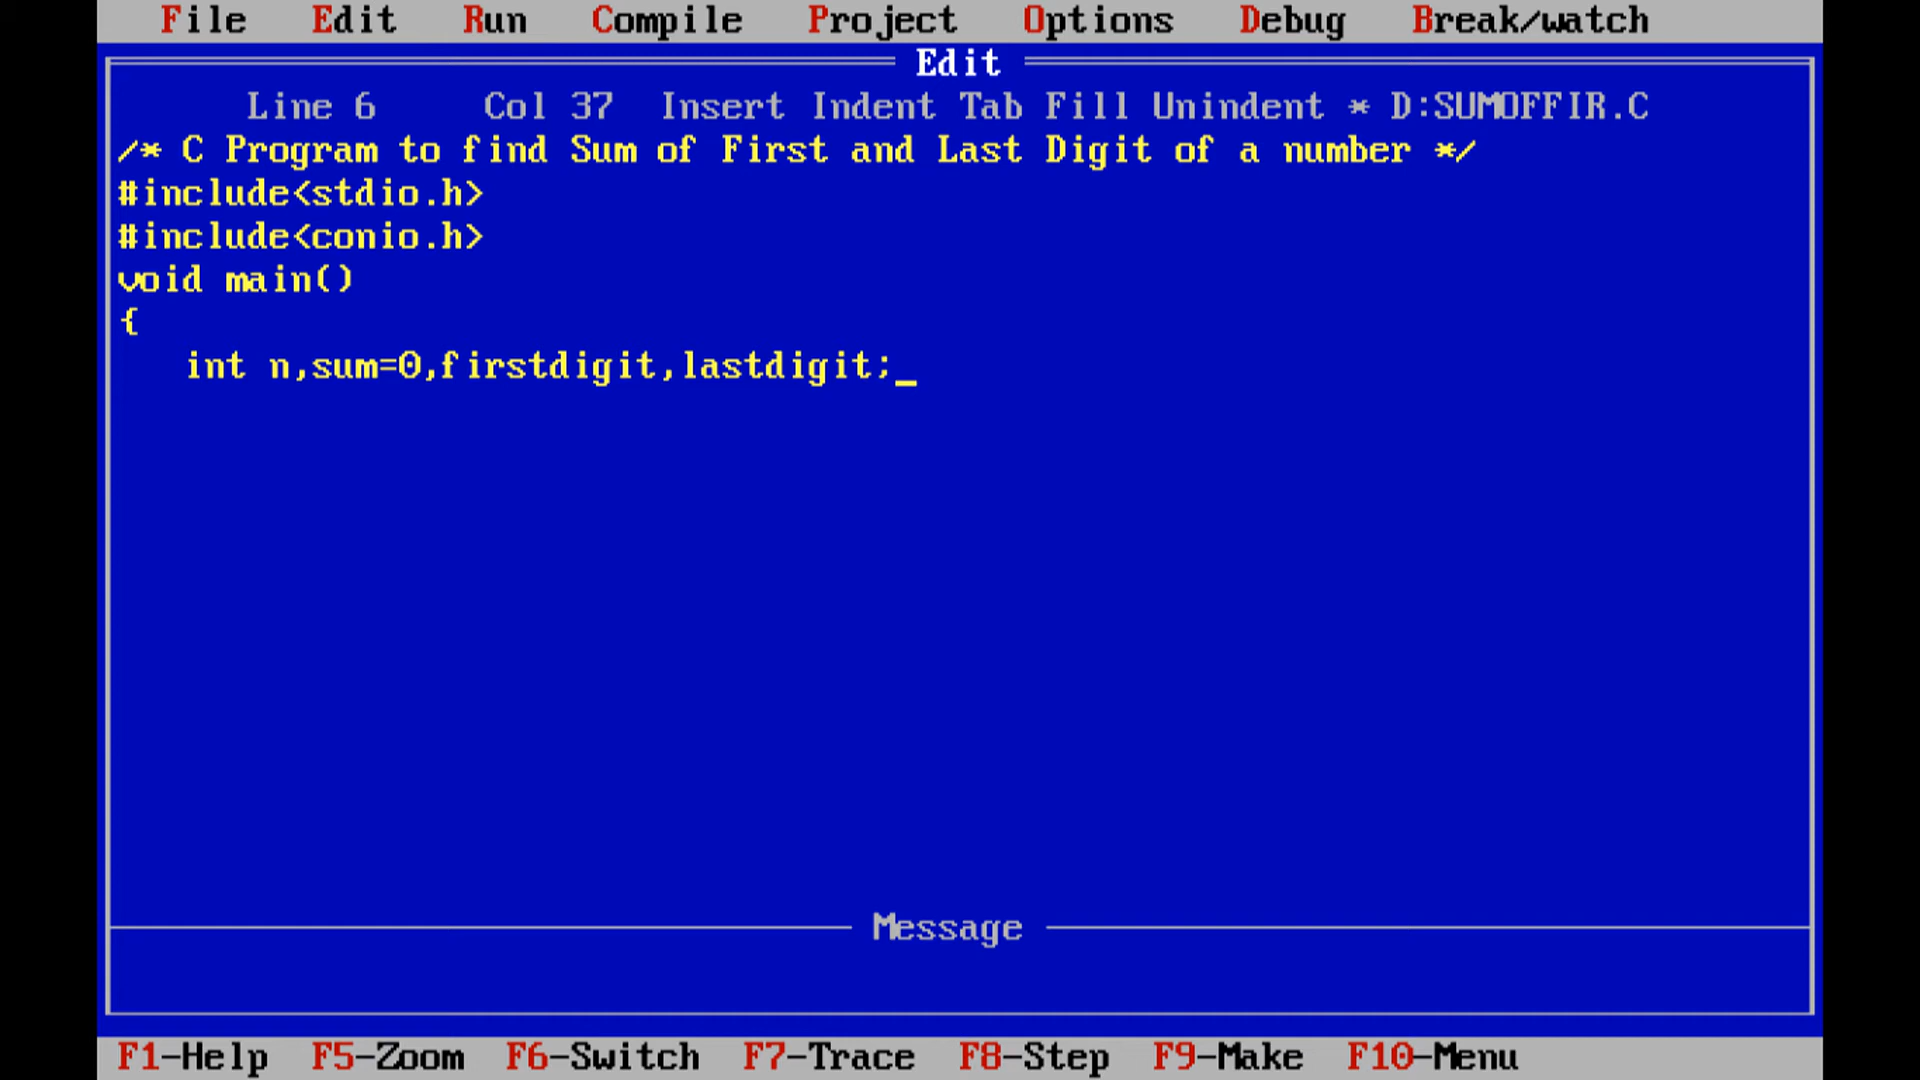 File Edit Run Compile Project Options Debug Break/watch
Edit
Line 6 Col 37 Insert Indent Tab Fill Unindent * D:SUMOFFIR.C
/* C Program to find Sum of First and Last Digit of a number */
#include<stdio.h>
#include<conio.h>
void main()
{
int n,sum=0,firstdigit,lastdigit;_
Message
F1-Help F5-Zoom F6-Switch F7-Trace F8-Step F9-Make F10-Menu